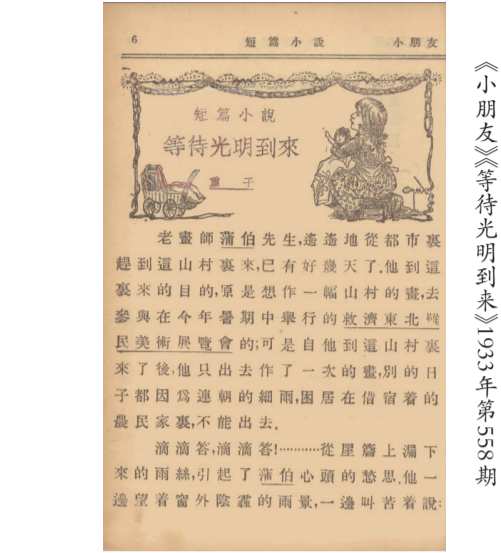 6 短篇小說 小朋友
短篇小說
等待光明到來
子
老畫師蒲伯先生,遙遙地從都市裏
趕到這山村裏來,已有好幾天了.他到這
裏來的目的,原是想作一幅山村的畫,去
參與在今年暑期中舉行的救濟東北難
民美術展覽會的;可是自他到這山村裏
來了後,他只出去作了一次的畫,別的日
子都因爲連朝的細雨,困居在借宿着的
農民家裏,不能出去.
滴滴答,滴滴答!…………從屋簷上漏下
來的雨絲,引起了蒲伯心頭的愁思.他一
邊望着窗外陰霾的雨景,一邊叫苦着說:
《小朋友》《等待光明到来》1933年第558期